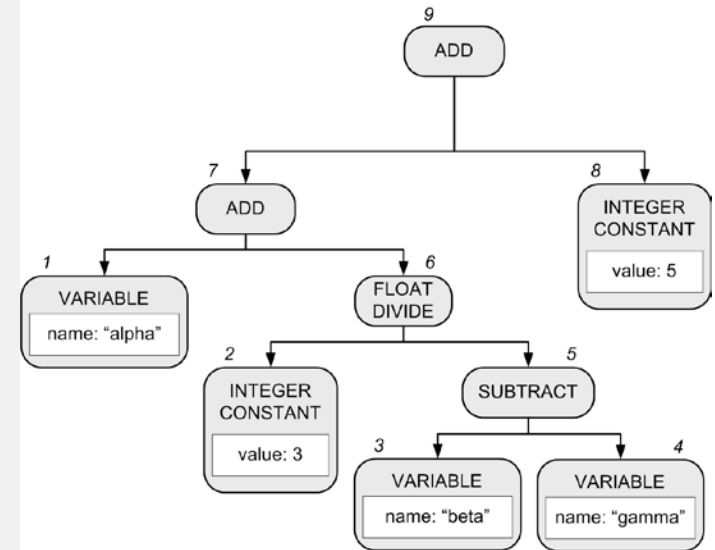 9
ADD
7
ADD
8
INTEGER
CONSTANT
value: 5
1
VARIABLE
name: “alpha”
6
FLOAT
DIVIDE
2
INTEGER
CONSTANT
value: 3
5
SUBTRACT
3
VARIABLE
name: “beta”
4
VARIABLE
name: “gamma”